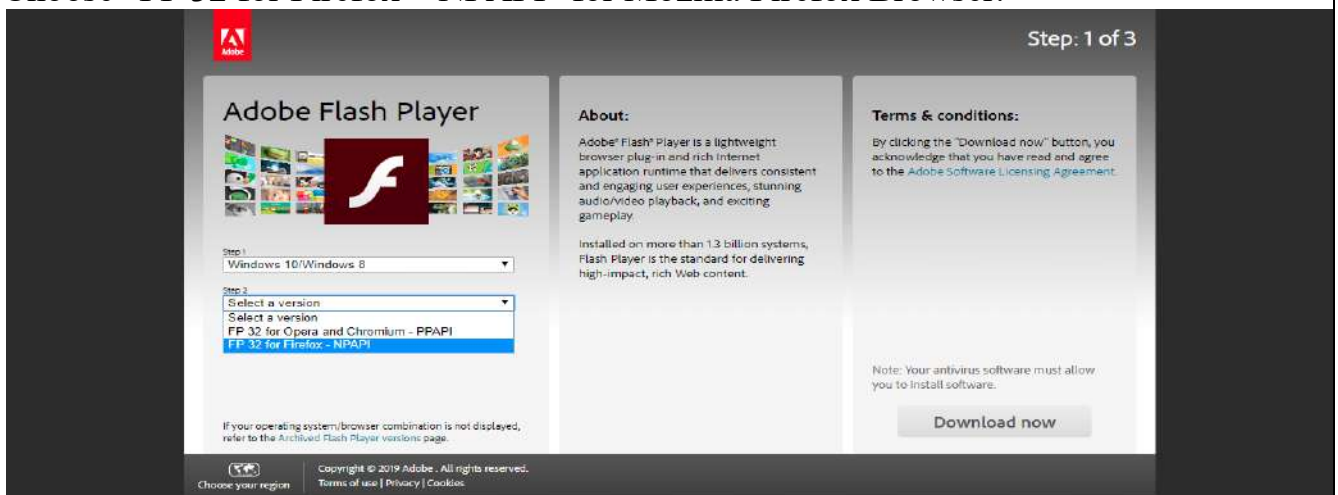 Choose "FP 32 for Firefox – NPAPI" for Mozilla Firefox Browser.
Adobe
Step: 1 of 3
Adobe Flash Player
Step 1
Windows 10/Windows 8
Step 2
Select a version
Select a version
FP 32 for Opera and Chromium - PPAPI
FP 32 for Firefox - NPAPI
If your operating system/browser combination is not displayed,
refer to the Archived Flash Player versions page.
About:
Adobe® Flash® Player is a lightweight
browser plug-in and rich Internet
application runtime that delivers consistent
and engaging user experiences, stunning
audio/video playback, and exciting
gameplay.
Installed on more than 1.3 billion systems,
Flash Player is the standard for delivering
high-impact, rich Web content.
Terms & conditions:
By clicking the "Download now" button, you
acknowledge that you have read and agree
to the Adobe Software Licensing Agreement.
Note: Your antivirus software must allow
you to install software.
Download now
Choose your region
Copyright © 2019 Adobe . All rights reserved.
Terms of use | Privacy | Cookies